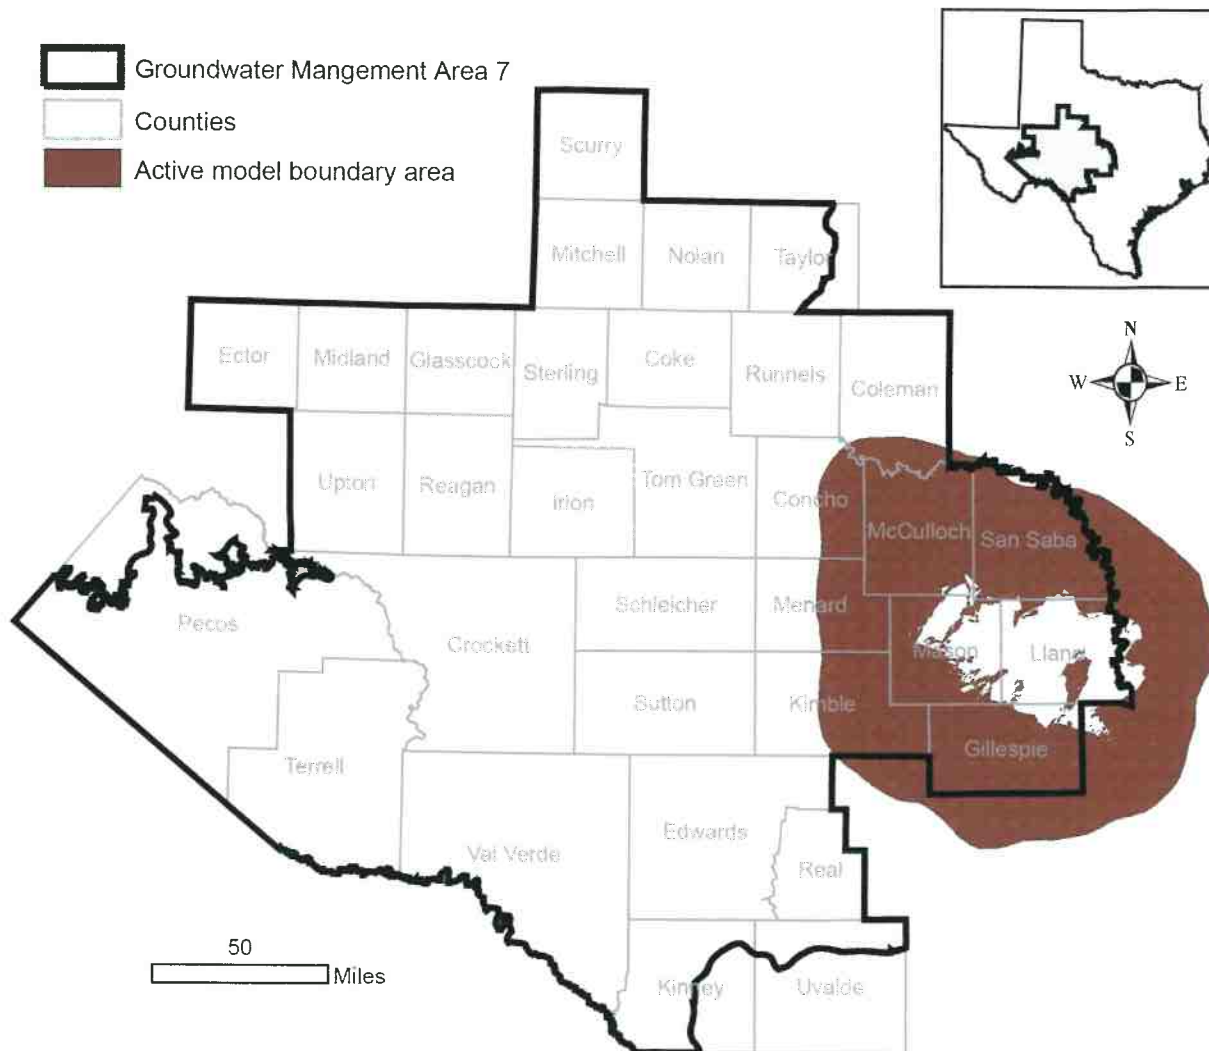 Groundwater Mangement Area 7
Counties
Active model boundary area
Scurry
Mitchell
Nolan
Taylor
N
W
E
S
Ector
Midland
Glasscock
Sterling
Coke
Runnels
Coleman
Upton
Reagan
Irion
Tom Green
Concho
McCulloch
San Saba
Pecos
Crockett
Schleicher
Menard
Mason
Llano
Sutton
Kimble
Gillespie
Terrell
Val Verde
Edwards
Real
Kinney
Uvalde
50
Miles